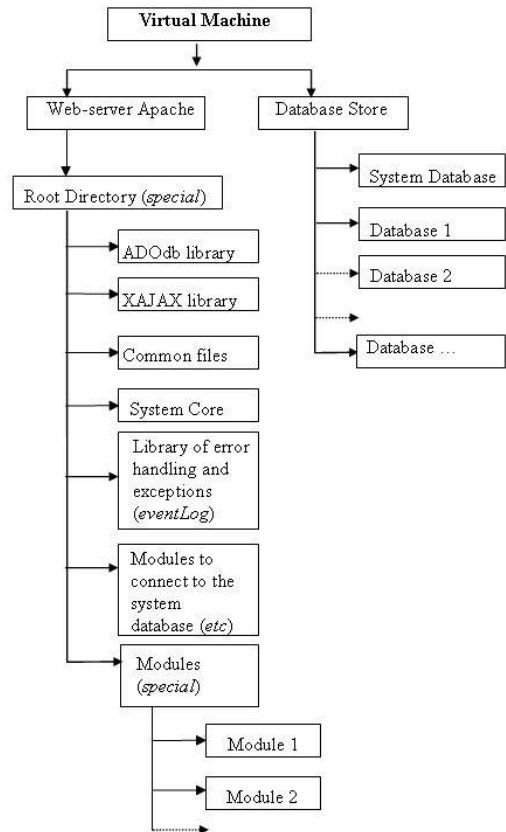 Virtual Machine
Web-server Apache
Database Store
Root Directory (special)
System Database
Database 1
ADOdb library
Database 2
XAJAX library
Database ...
Common files
System Core
Library of error
handling and
exceptions
(eventLog)
Modules to
connect to the
system
database (etc)
Modules
(special)
Module 1
Module 2